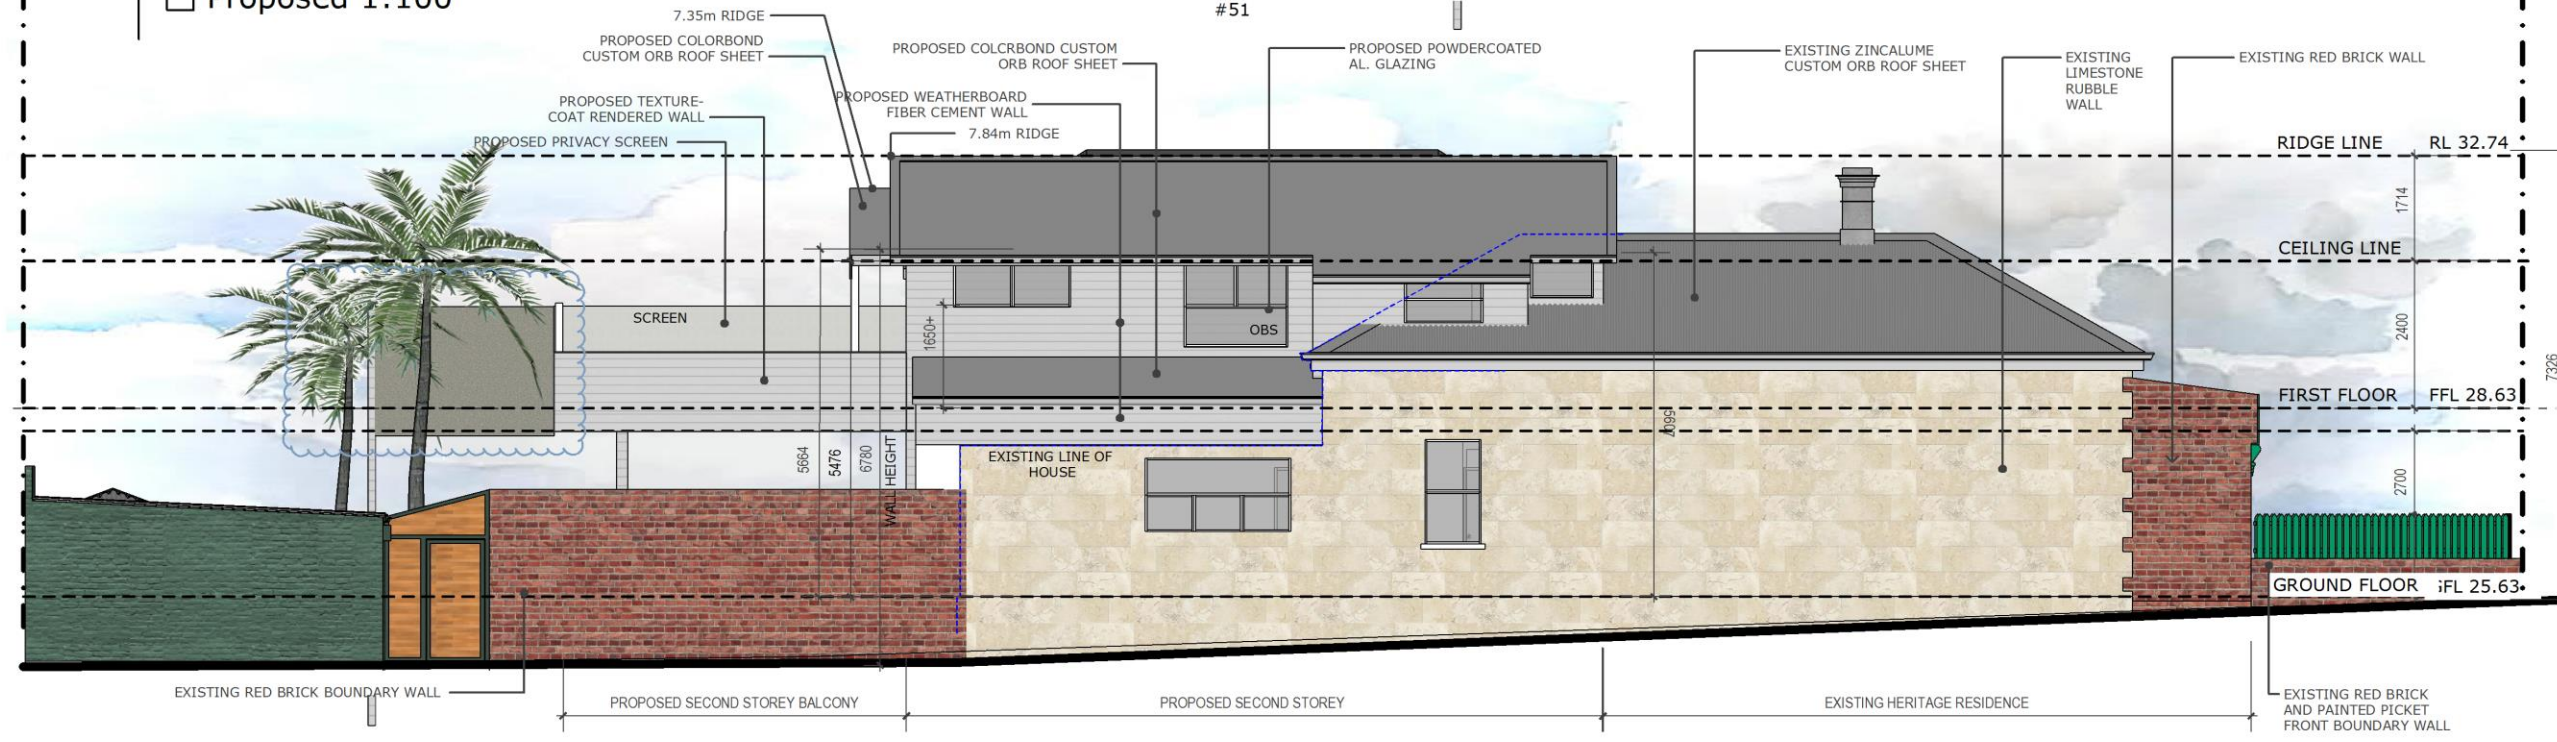 Proposed 1:100
#51
7.35m RIDGE
PROPOSED COLORBOND
CUSTOM ORB ROOF SHEET
PROPOSED COLCRBOND CUSTOM
ORB ROOF SHEET
PROPOSED POWDERCOATED
AL. GLAZING
EXISTING ZINCALUME
CUSTOM ORB ROOF SHEET
EXISTING
LIMESTONE
RUBBLE
WALL
EXISTING RED BRICK WALL
PROPOSED TEXTURE-
COAT RENDERED WALL
PROPOSED WEATHERBOARD
FIBER CEMENT WALL
PROPOSED PRIVACY SCREEN
7.84m RIDGE
RIDGE LINE RL 32.74
1714
CEILING LINE
SCREEN
1650+
OBS
2400
7326
FIRST FLOOR FFL 28.63
5664
5476
6780
WALL HEIGHT
EXISTING LINE OF
HOUSE
2700
GROUND FLOOR FL 25.63
EXISTING RED BRICK BOUNDARY WALL
PROPOSED SECOND STOREY BALCONY
PROPOSED SECOND STOREY
EXISTING HERITAGE RESIDENCE
EXISTING RED BRICK
AND PAINTED PICKET
FRONT BOUNDARY WALL